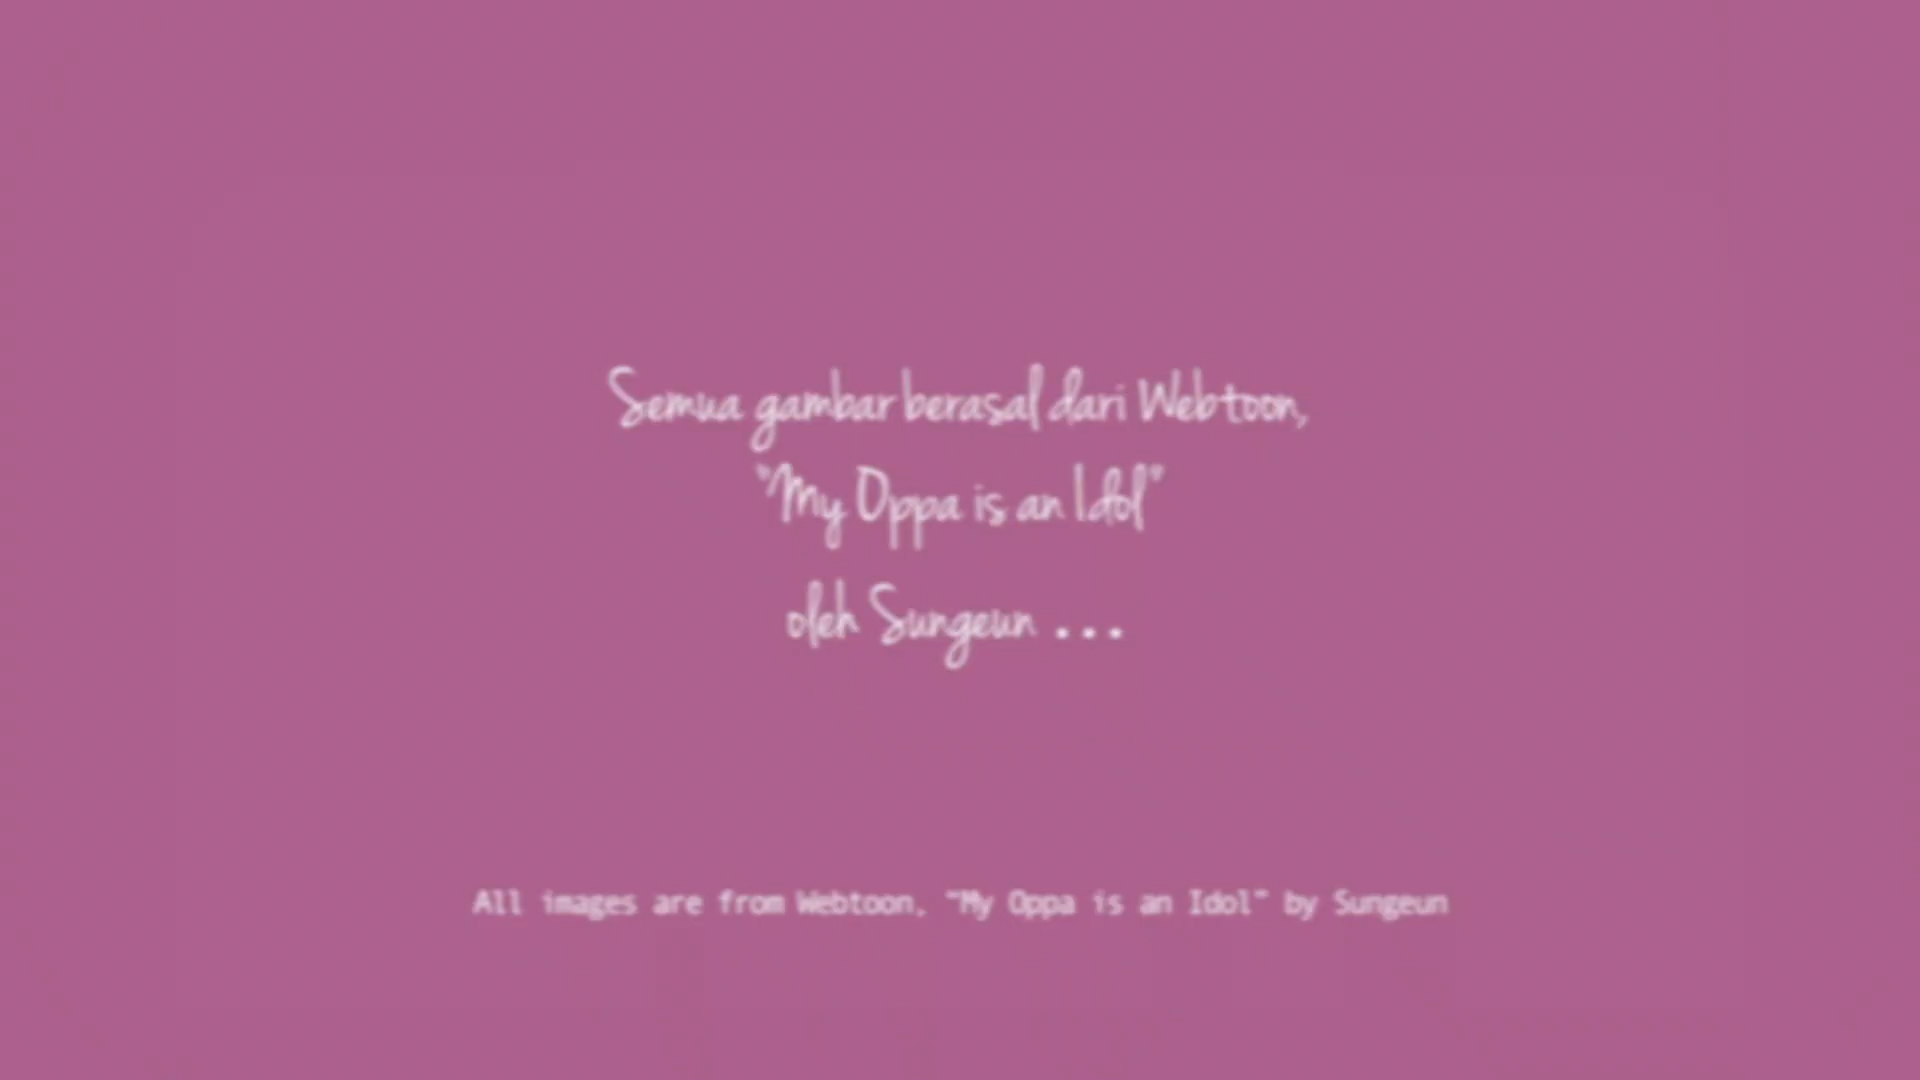 Semua gambar berasal dari Webtoon,
"My Oppa is an Idol"
oleh Sungeun ...
All images are from Webtoon, "My Oppa is an Idol" by Sungeun